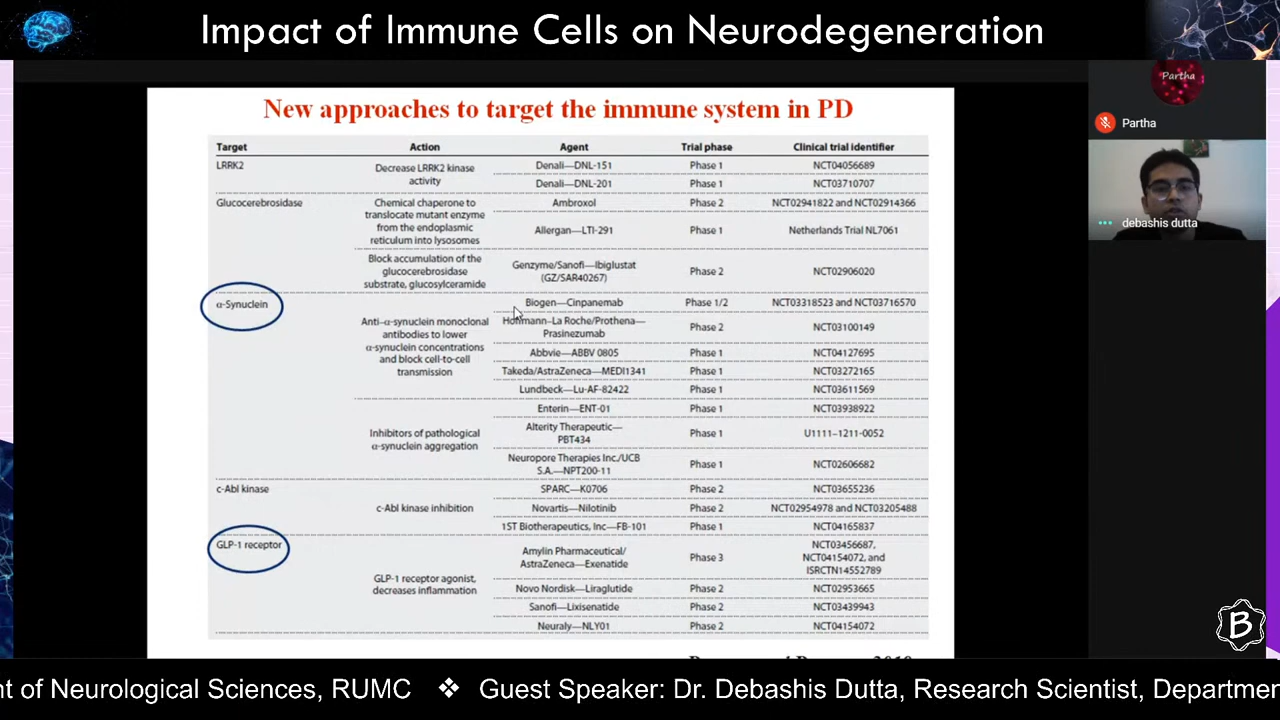 Impact of Immune Cells on Neurodegeneration
New approaches to target the immune system in PD
Target Action Agent Trial phase Clinical trial identifier
LRRK2 Decrease LRRK2 kinase activity Denali—DNL-151 Phase 1 NCT04056689
Denali—DNL-201 Phase 1 NCT03710707
Glucocerebrosidase Chemical chaperone to Ambroxol Phase 2 NCT02941822 and NCT02914366
translocate mutant enzyme
from the endoplasmic Allergan—LTI-291 Phase 1 Netherlands Trial NL7061
reticulum into lysosomes
Block accumulation of the
glucocerebrosidase Genzyme/Sanofi—Ibiglustat Phase 2 NCT02906020
substrate, glucosylceramide (GZ/SAR40267)
α-Synuclein Biogen—Cinpanemab Phase 1/2 NCT03318523 and NCT03716570
Anti-α-synuclein monoclonal Hoffmann-La Roche/Prothena— Phase 2 NCT03100149
antibodies to lower Prasinezumab
α-synuclein concentrations Abbvie—ABBV 0805 Phase 1 NCT04127695
and block cell-to-cell
transmission Takeda/AstraZeneca—MEDI1341 Phase 1 NCT03272165
Lundbeck—Lu-AF-82422 Phase 1 NCT03611569
Enterin—ENT-01 Phase 1 NCT03938922
Inhibitors of pathological Alterity Therapeutic— Phase 1 U1111-1211-0052
α-synuclein aggregation PBT434
Neuropore Therapies Inc./UCB Phase 1 NCT02606682
S.A.—NPT200-11
c-Abl kinase SPARC—K0706 Phase 2 NCT03655236
c-Abl kinase inhibition Novartis—Nilotinib Phase 2 NCT02954978 and NCT03205488
1ST Biotherapeutics, Inc—FB-101 Phase 1 NCT04165837
GLP-1 receptor Amylin Pharmaceutical/ Phase 3 NCT03456687,
AstraZeneca—Exenatide NCT04154072, and
ISRCTN14552789
GLP-1 receptor agonist, Novo Nordisk—Liraglutide Phase 2 NCT02953665
decreases inflammation
Sanofi—Lixisenatide Phase 2 NCT03439943
Neuraly—NLY01 Phase 2 NCT04154072
Partha
Partha
debashis dutta
B
nt of Neurological Sciences, RUMC ❖ Guest Speaker: Dr. Debashis Dutta, Research Scientist, Departmen